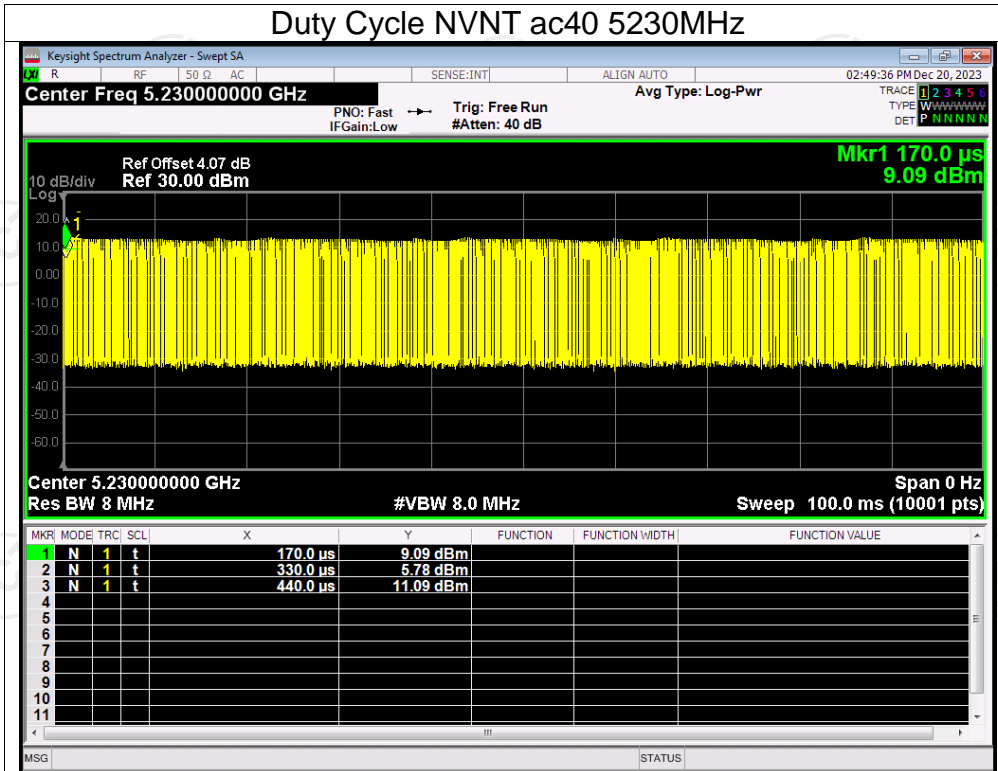 Duty Cycle NVNT ac40 5230MHz
Keysight Spectrum Analyzer - Swept SA
LXI R RF 50 Ω AC SENSE:INT ALIGN AUTO 02:49:36 PM Dec 20, 2023
Center Freq 5.230000000 GHz Avg Type: Log-Pwr TRACE 1 2 3 4 5 6
PNO: Fast Trig: Free Run TYPE WWWWWW
IFGain:Low #Atten: 40 dB DET P N N N N N
Ref Offset 4.07 dB Mkr1 170.0 µs
10 dB/div Ref 30.00 dBm 9.09 dBm
Log
20.0
1
10.0
0.00
-10.0
-20.0
-30.0
-40.0
-50.0
-60.0
Center 5.230000000 GHz Span 0 Hz
Res BW 8 MHz #VBW 8.0 MHz Sweep 100.0 ms (10001 pts)
MKR MODE TRC SCL X Y FUNCTION FUNCTION WIDTH FUNCTION VALUE
1 N 1 t 170.0 µs 9.09 dBm
2 N 1 t 330.0 µs 5.78 dBm
3 N 1 t 440.0 µs 11.09 dBm
4
5
6
7
8
9
10
11
MSG STATUS